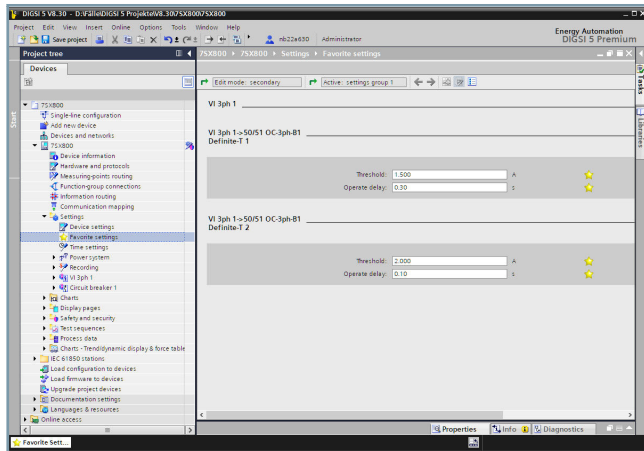 DIGSI 5 V8.30 - D:\Fälle\DIGSI 5 Projekte\V8.30\7SX800\7SX800
Project Edit View Insert Online Options Tools Window Help
Energy Automation
DIGSI 5 Premium
Save project
nb22a630 Administrator
Project tree
7SX800 › 7SX800 › Settings › Favorite settings
Devices
Edit mode: secondary
Active: settings group 1
Start
Tasks
Libraries
7SX800
Single-line configuration
Add new device
Devices and networks
7SX800
Device information
Hardware and protocols
Measuring-points routing
Function-group connections
Information routing
Communication mapping
Settings
Device settings
Favorite settings
Time settings
Power system
Recording
VI 3ph 1
Circuit breaker 1
Charts
Display pages
Safety and security
Test sequences
Process data
Charts - Trend/dynamic display & force table
IEC 61850 stations
Load configuration to devices
Load firmware to devices
Upgrade project devices
Documentation settings
Languages & resources
Online access
VI 3ph 1
VI 3ph 1->50/51 OC-3ph-B1
Definite-T 1
Threshold: 1.500 A
Operate delay: 0.30 s
VI 3ph 1->50/51 OC-3ph-B1
Definite-T 2
Threshold: 2.000 A
Operate delay: 0.10 s
Properties Info Diagnostics
Favorite Sett...